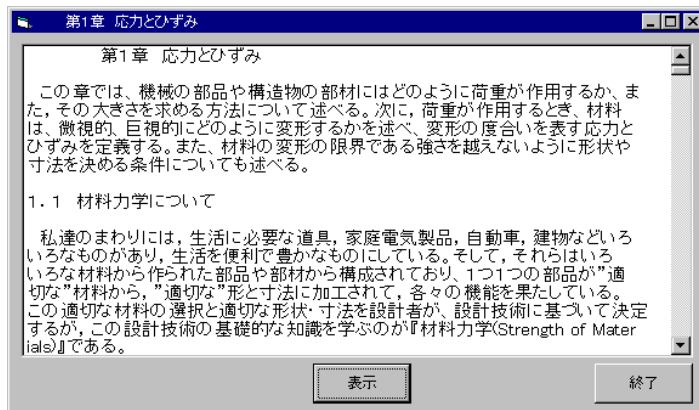 第1章 応力とひずみ
第1章 応力とひずみ
この章では、機械の部品や構造物の部材にはどのように荷重が作用するか、ま
た，その大きさを求める方法について述べる。次に，荷重が作用するとき、材料
は、微視的、巨視的にどのように変形するかを述べ、変形の度合いを表す応力と
ひずみを定義する。また、材料の変形の限界である強さを越えないように形状や
寸法を決める条件についても述べる。
1．1 材料力学について
私達のまわりには，生活に必要な道具，家庭電気製品，自動車，建物などいろ
いろなものがあり，生活を便利で豊かなものにしている。そして，それらはいろ
いろな材料から作られた部品や部材から構成されており、1つ1つの部品が”適
切な”材料から，”適切な”形と寸法に加工されて，各々の機能を果たしている。
この適切な材料の選択と適切な形状・寸法を設計者が、設計技術に基づいて決定
するが，この設計技術の基礎的な知識を学ぶのが『材料力学(Strength of Mater
ials)』である。
表示
終了